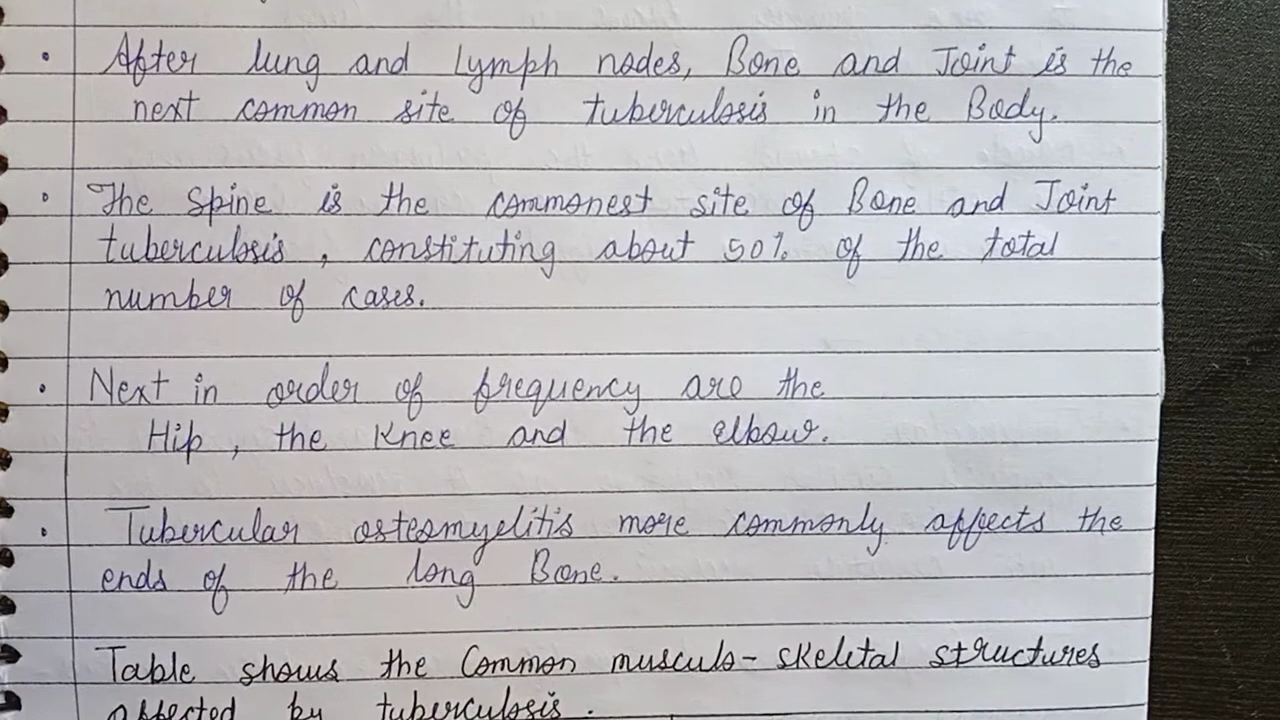 • After lung and Lymph nodes, Bone and Joint is the
next common site of tuberculosis in the Body.
• The Spine is the commonest site of Bone and Joint
tuberculosis, constituting about 50% of the total
number of cases.
• Next in order of frequency are the
Hip, the Knee and the elbow.
• Tubercular osteomyelitis more commonly affects the
ends of the long Bone.
Table shows the Common musculo-skeletal structures
affected by tuberculosis.